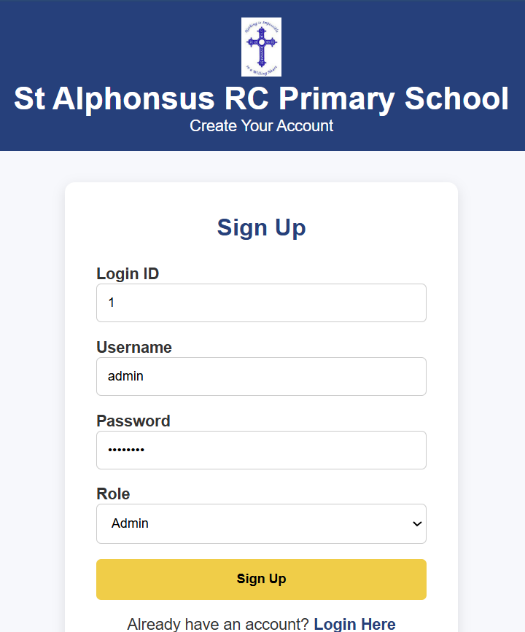 St Alphonsus RC Primary School
Create Your Account
Sign Up
Login ID
1
Username
admin
Password
••••••••
Role
Admin
Sign Up
Already have an account? Login Here